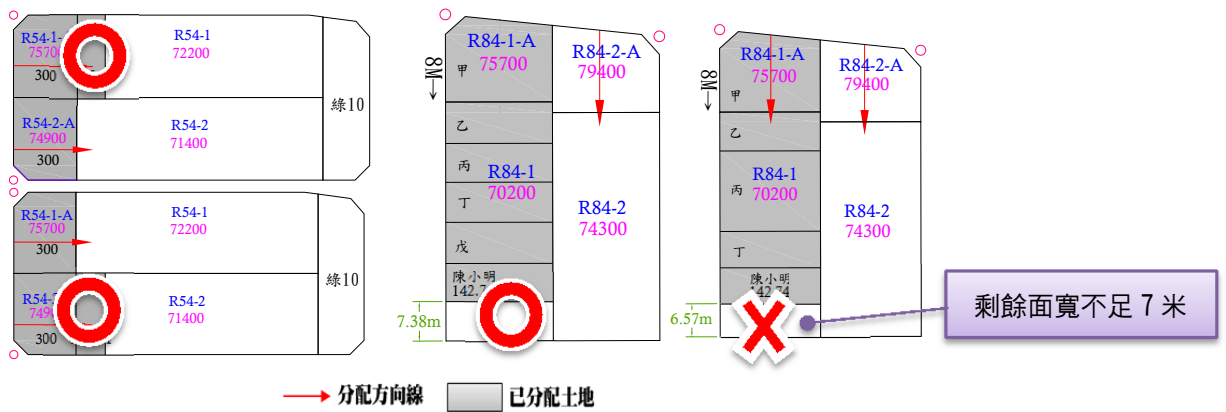 R54-1-
75700
300
R54-1
72200
R54-2-A
74900
300
R54-2
71400
綠10
R54-1-A
75700
300
R54-1
72200
R54-2
71400
300
綠10
8M→
R84-1-A
75700
甲
乙
丙
丁
戊
R84-1
70200
陳小明
142.7
R84-2-A
79400
R84-2
74300
7.38m
8M→
R84-1-A
75700
甲
乙
丙
丁
R84-1
70200
陳小明
142.74
R84-2-A
79400
R84-2
74300
6.57m
剩餘面寬不足 7 米
分配方向線
已分配土地